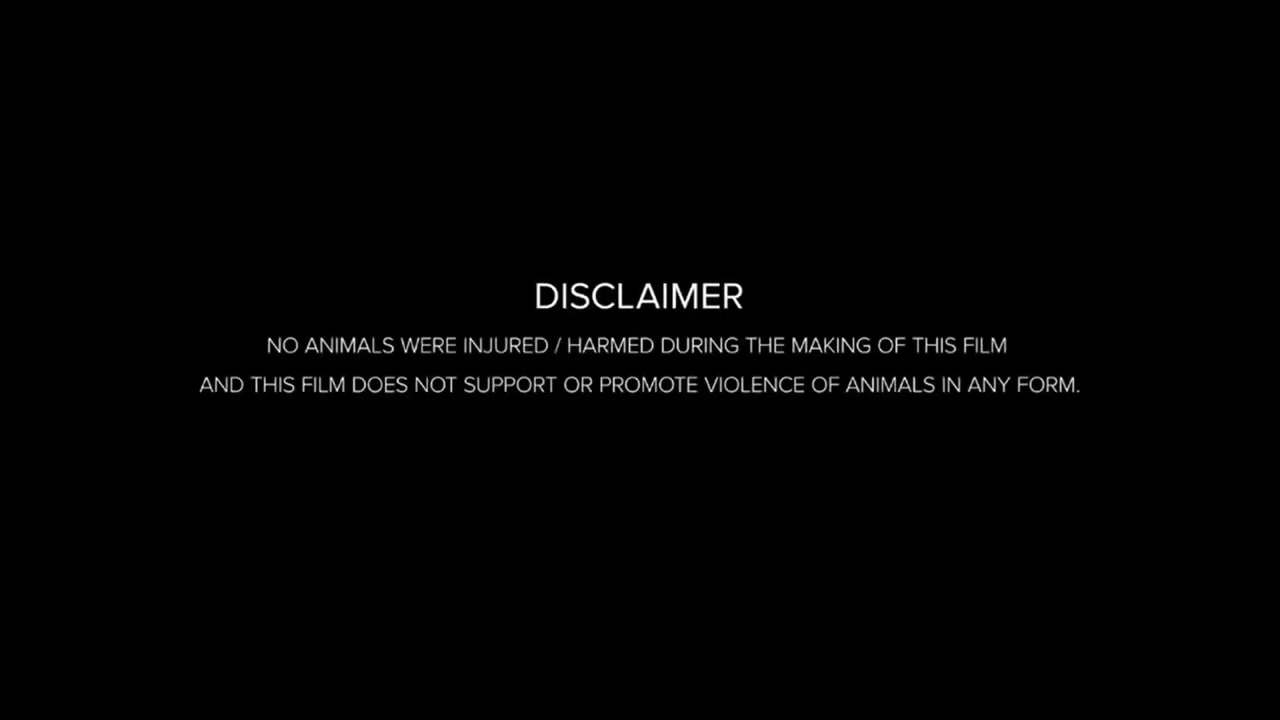 DISCLAIMER
NO ANIMALS WERE INJURED / HARMED DURING THE MAKING OF THIS FILM
AND THIS FILM DOES NOT SUPPORT OR PROMOTE VIOLENCE OF ANIMALS IN ANY FORM.